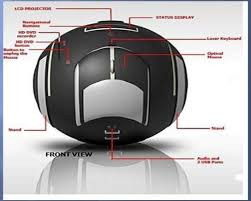 LCD PROJECTOR
STATUS DISPLAY
Navigational
Buttons
HD DVD
recorder
HD DVD
button
Button to unplug
the Mouse
Laser Keyboard
Optical
Mouse
Stand
Stand
FRONT VIEW
Audio and
2 USB Ports